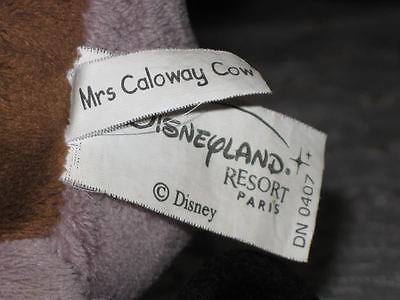 Mrs Caloway Cow
DISNEYLAND.
RESORT
PARIS
© Disney
DN 0407